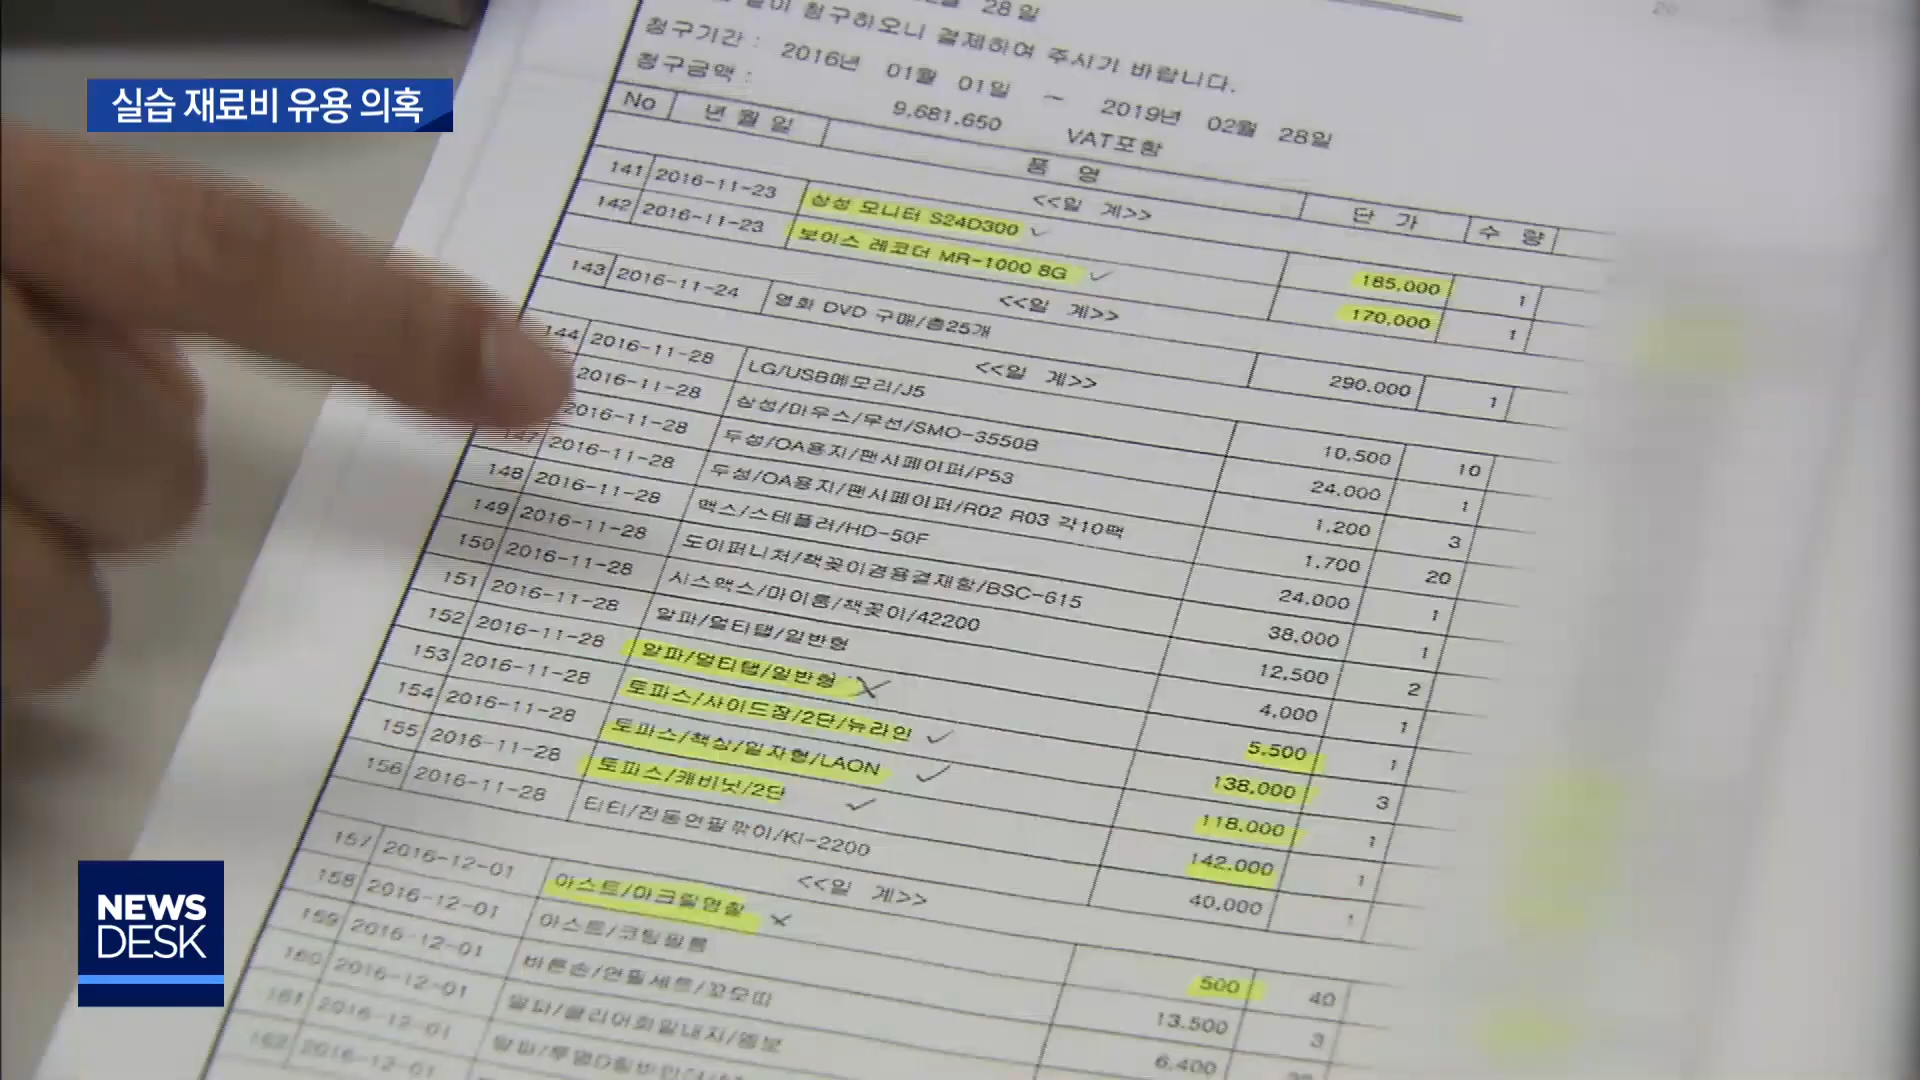 실습 재료비 유용 의혹
28일
같이 청구하오니 결제하여 주시기 바랍니다.
청구기간 : 2016년 01월 01일 ~ 2019년 02월 28일
청구금액 : 9,681,650 VAT포함
No 년 월 일 품 명 단 가 수 량
<<일 계>>
141 2016-11-23 삼성 모니터 S24D300 185,000 1
142 2016-11-23 보이스 레코더 MR-1000 8G 170,000 1
<<일 계>>
143 2016-11-24 영화 DVD 구매/총25개 290,000 1
<<일 계>>
144 2016-11-28 LG/USB메모리/J5 10,500 10
2016-11-28 삼성/마우스/무선/SMO-3550B 24,000 1
2016-11-28 두성/OA용지/팬시페이퍼/P53 1,200 3
147 2016-11-28 두성/OA용지/팬시페이퍼/R02 R03 각10팩 1,700 20
148 2016-11-28 맥스/스테플러/HD-50F 24,000 1
149 2016-11-28 도이퍼니처/책꽂이겸용결재함/BSC-615 38,000 1
150 2016-11-28 시스맥스/마이룸/책꽂이/42200 12,500 2
151 2016-11-28 알파/멀티탭/일반형 4,000 1
152 2016-11-28 알파/멀티탭/일반형 5,500 1
153 2016-11-28 토파스/사이드장/2단/뉴라인 138,000 3
154 2016-11-28 토파스/책상/일자형/LAON 118,000 1
155 2016-11-28 토파스/캐비닛/2단 142,000 1
156 2016-11-28 티티/전동연필깎이/KI-2200 40,000 1
<<일 계>>
157 2016-12-01 아스트/아크릴명찰 500 40
158 2016-12-01 아스트/코팅필름 13,500 3
159 2016-12-01 바른손/연필세트/꼬모띠 6,400
160 2016-12-01 알파/클리어화일내지/엠보
161 2016-12-01
162 2016-12-01
NEWS
DESK